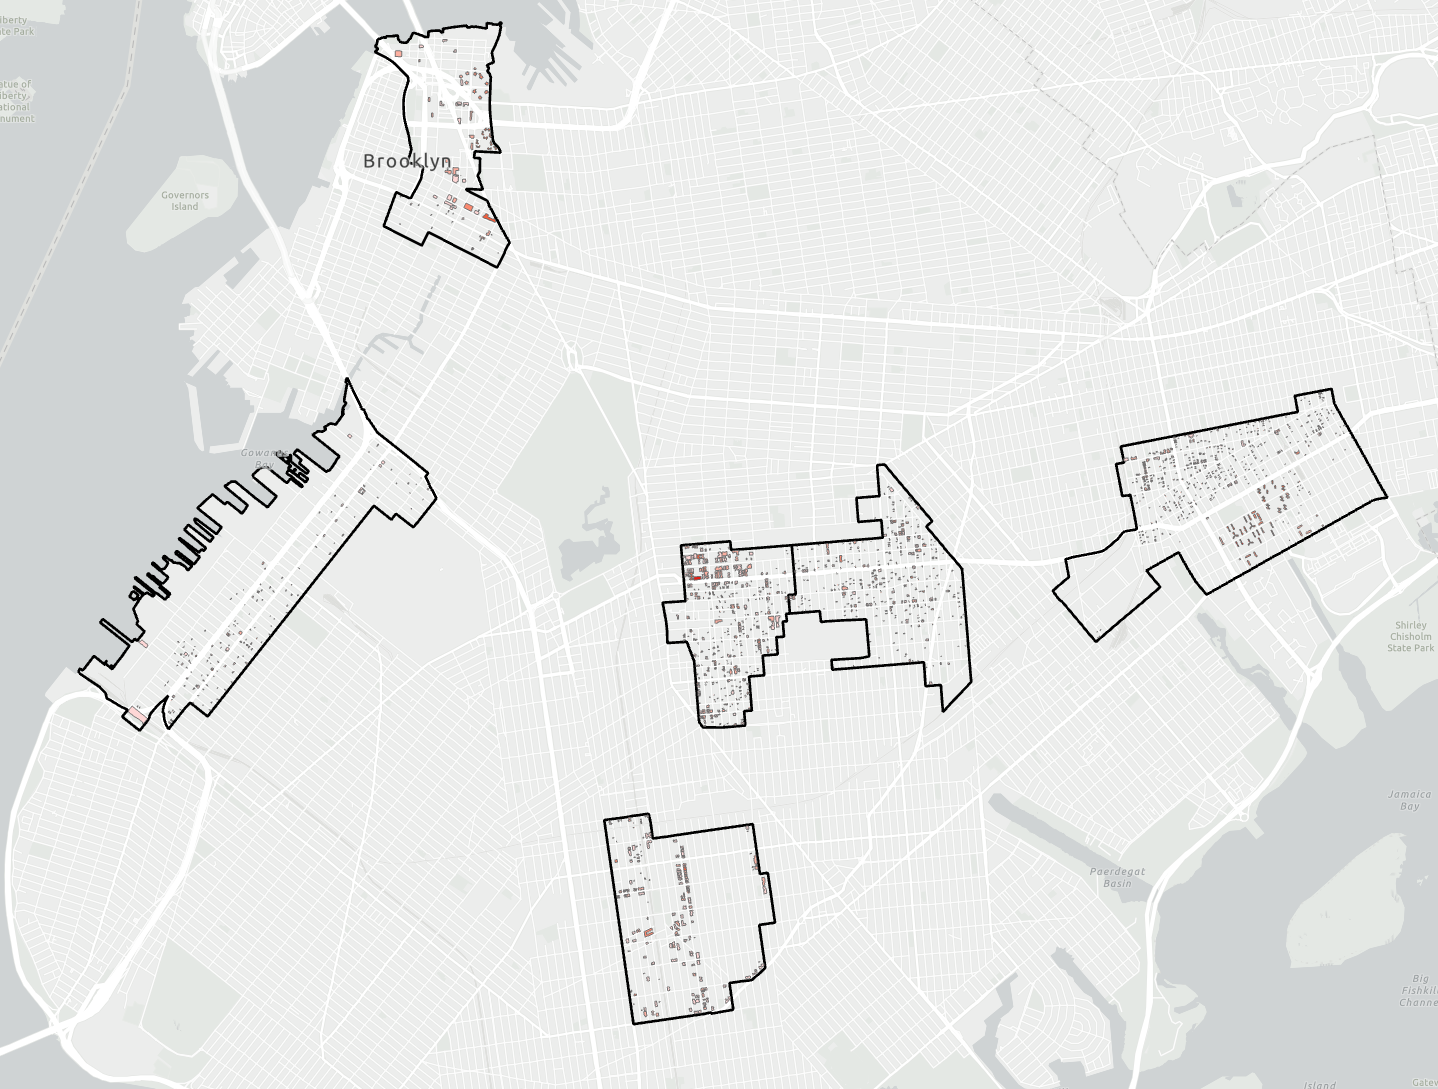 iberty
ate Park
atue of
iberty
ational
nument
Brooklyn
Governors
Island
Gowanus
Bay
Shirley
Chisholm
State Park
Jamaica
Bay
Paerdegat
Basin
Big
Fishkil
Channe
Island
Gatew